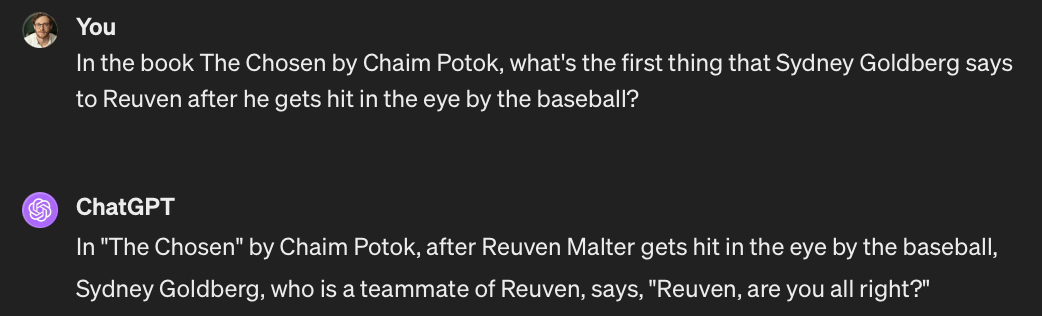 You
In the book The Chosen by Chaim Potok, what's the first thing that Sydney Goldberg says
to Reuven after he gets hit in the eye by the baseball?
ChatGPT
In "The Chosen" by Chaim Potok, after Reuven Malter gets hit in the eye by the baseball,
Sydney Goldberg, who is a teammate of Reuven, says, "Reuven, are you all right?"